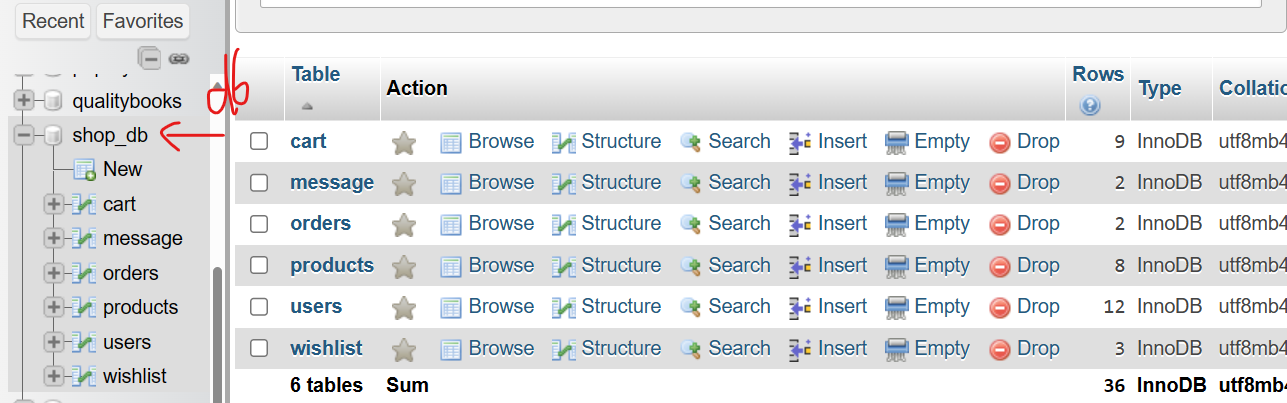 Recent Favorites
qualitybooks
shop_db
New
cart
message
orders
products
users
wishlist
db
Table Action Rows Type
cart Browse Structure Search Insert Empty Drop 9 InnoDB utf8mb4
message Browse Structure Search Insert Empty Drop 2 InnoDB utf8mb4
orders Browse Structure Search Insert Empty Drop 2 InnoDB utf8mb4
products Browse Structure Search Insert Empty Drop 8 InnoDB utf8mb4
users Browse Structure Search Insert Empty Drop 12 InnoDB utf8mb4
wishlist Browse Structure Search Insert Empty Drop 3 InnoDB utf8mb4
6 tables Sum 36 InnoDB utf8mb4